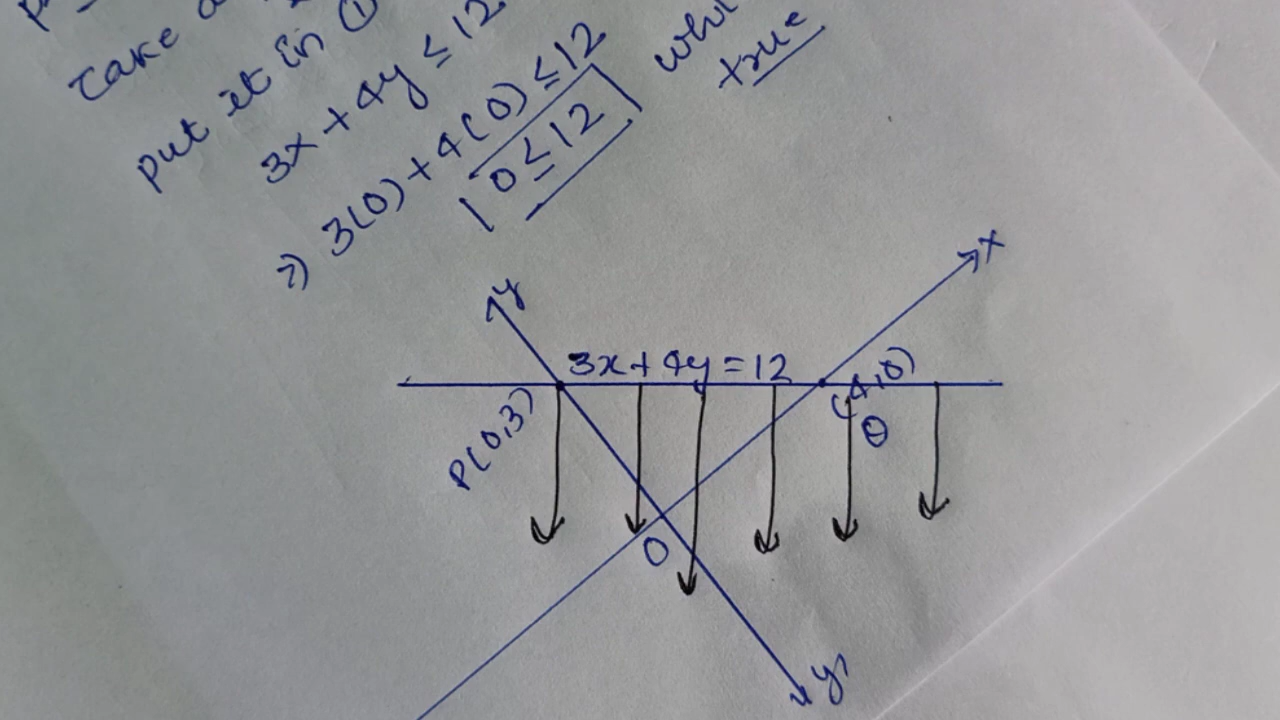 Take
put it in ①
3x + 4y ≤ 12
⇒ 3(0) + 4(0) ≤ 12
0 ≤ 12
true
y
x
3x + 4y = 12
P(0,3)
(4,0)
Q
O
y'